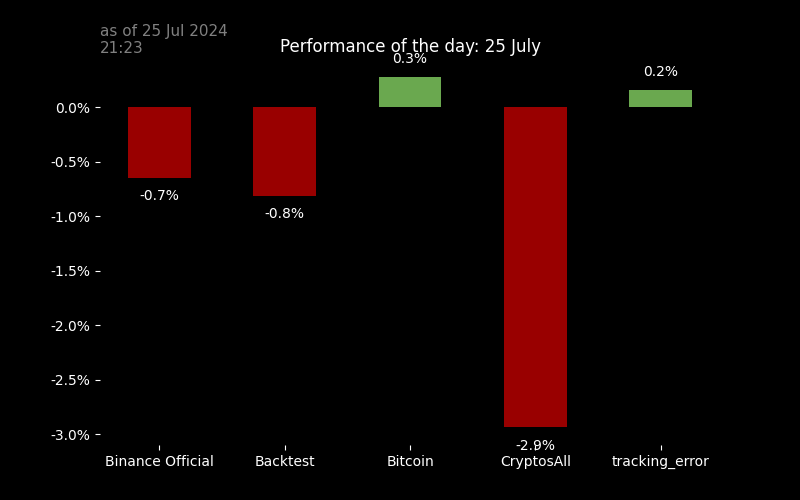 as of 25 Jul 2024
21:23
Performance of the day: 25 July
0.3%
0.2%
0.0%
-0.5%
-0.7%
-0.8%
-1.0%
-1.5%
-2.0%
-2.5%
-3.0%
-2.9%
Binance Official
Backtest
Bitcoin
CryptosAll
tracking_error